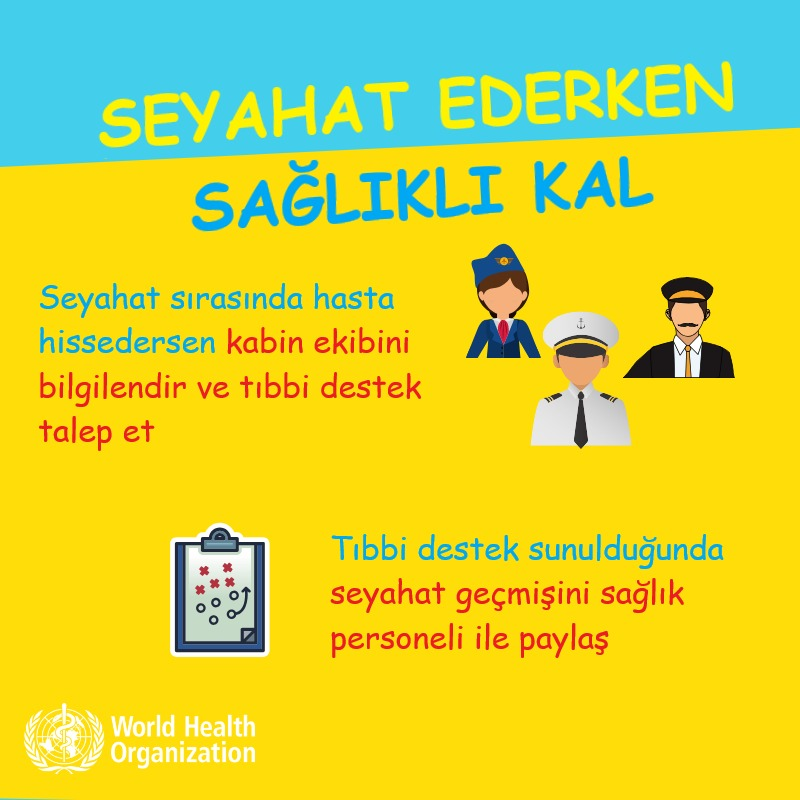 SEYAHAT EDERKEN
SAĞLIKLI KAL
Seyahat sırasında hasta
hissedersen kabin ekibini
bilgilendir ve tıbbi destek
talep et
Tıbbi destek sunulduğunda
seyahat geçmişini sağlık
personeli ile paylaş
World Health
Organization